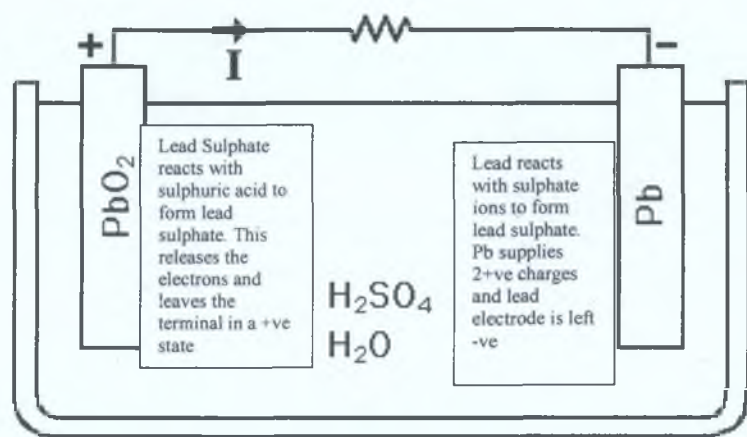 +
I
-
PbO₂
Lead Sulphate
reacts with
sulphuric acid to
form lead
sulphate. This
releases the
electrons and
leaves the
terminal in a +ve
state
H₂SO₄
H₂O
Lead reacts
with sulphate
ions to form
lead sulphate.
Pb supplies
2+ve charges
and lead
electrode is left
-ve
Pb